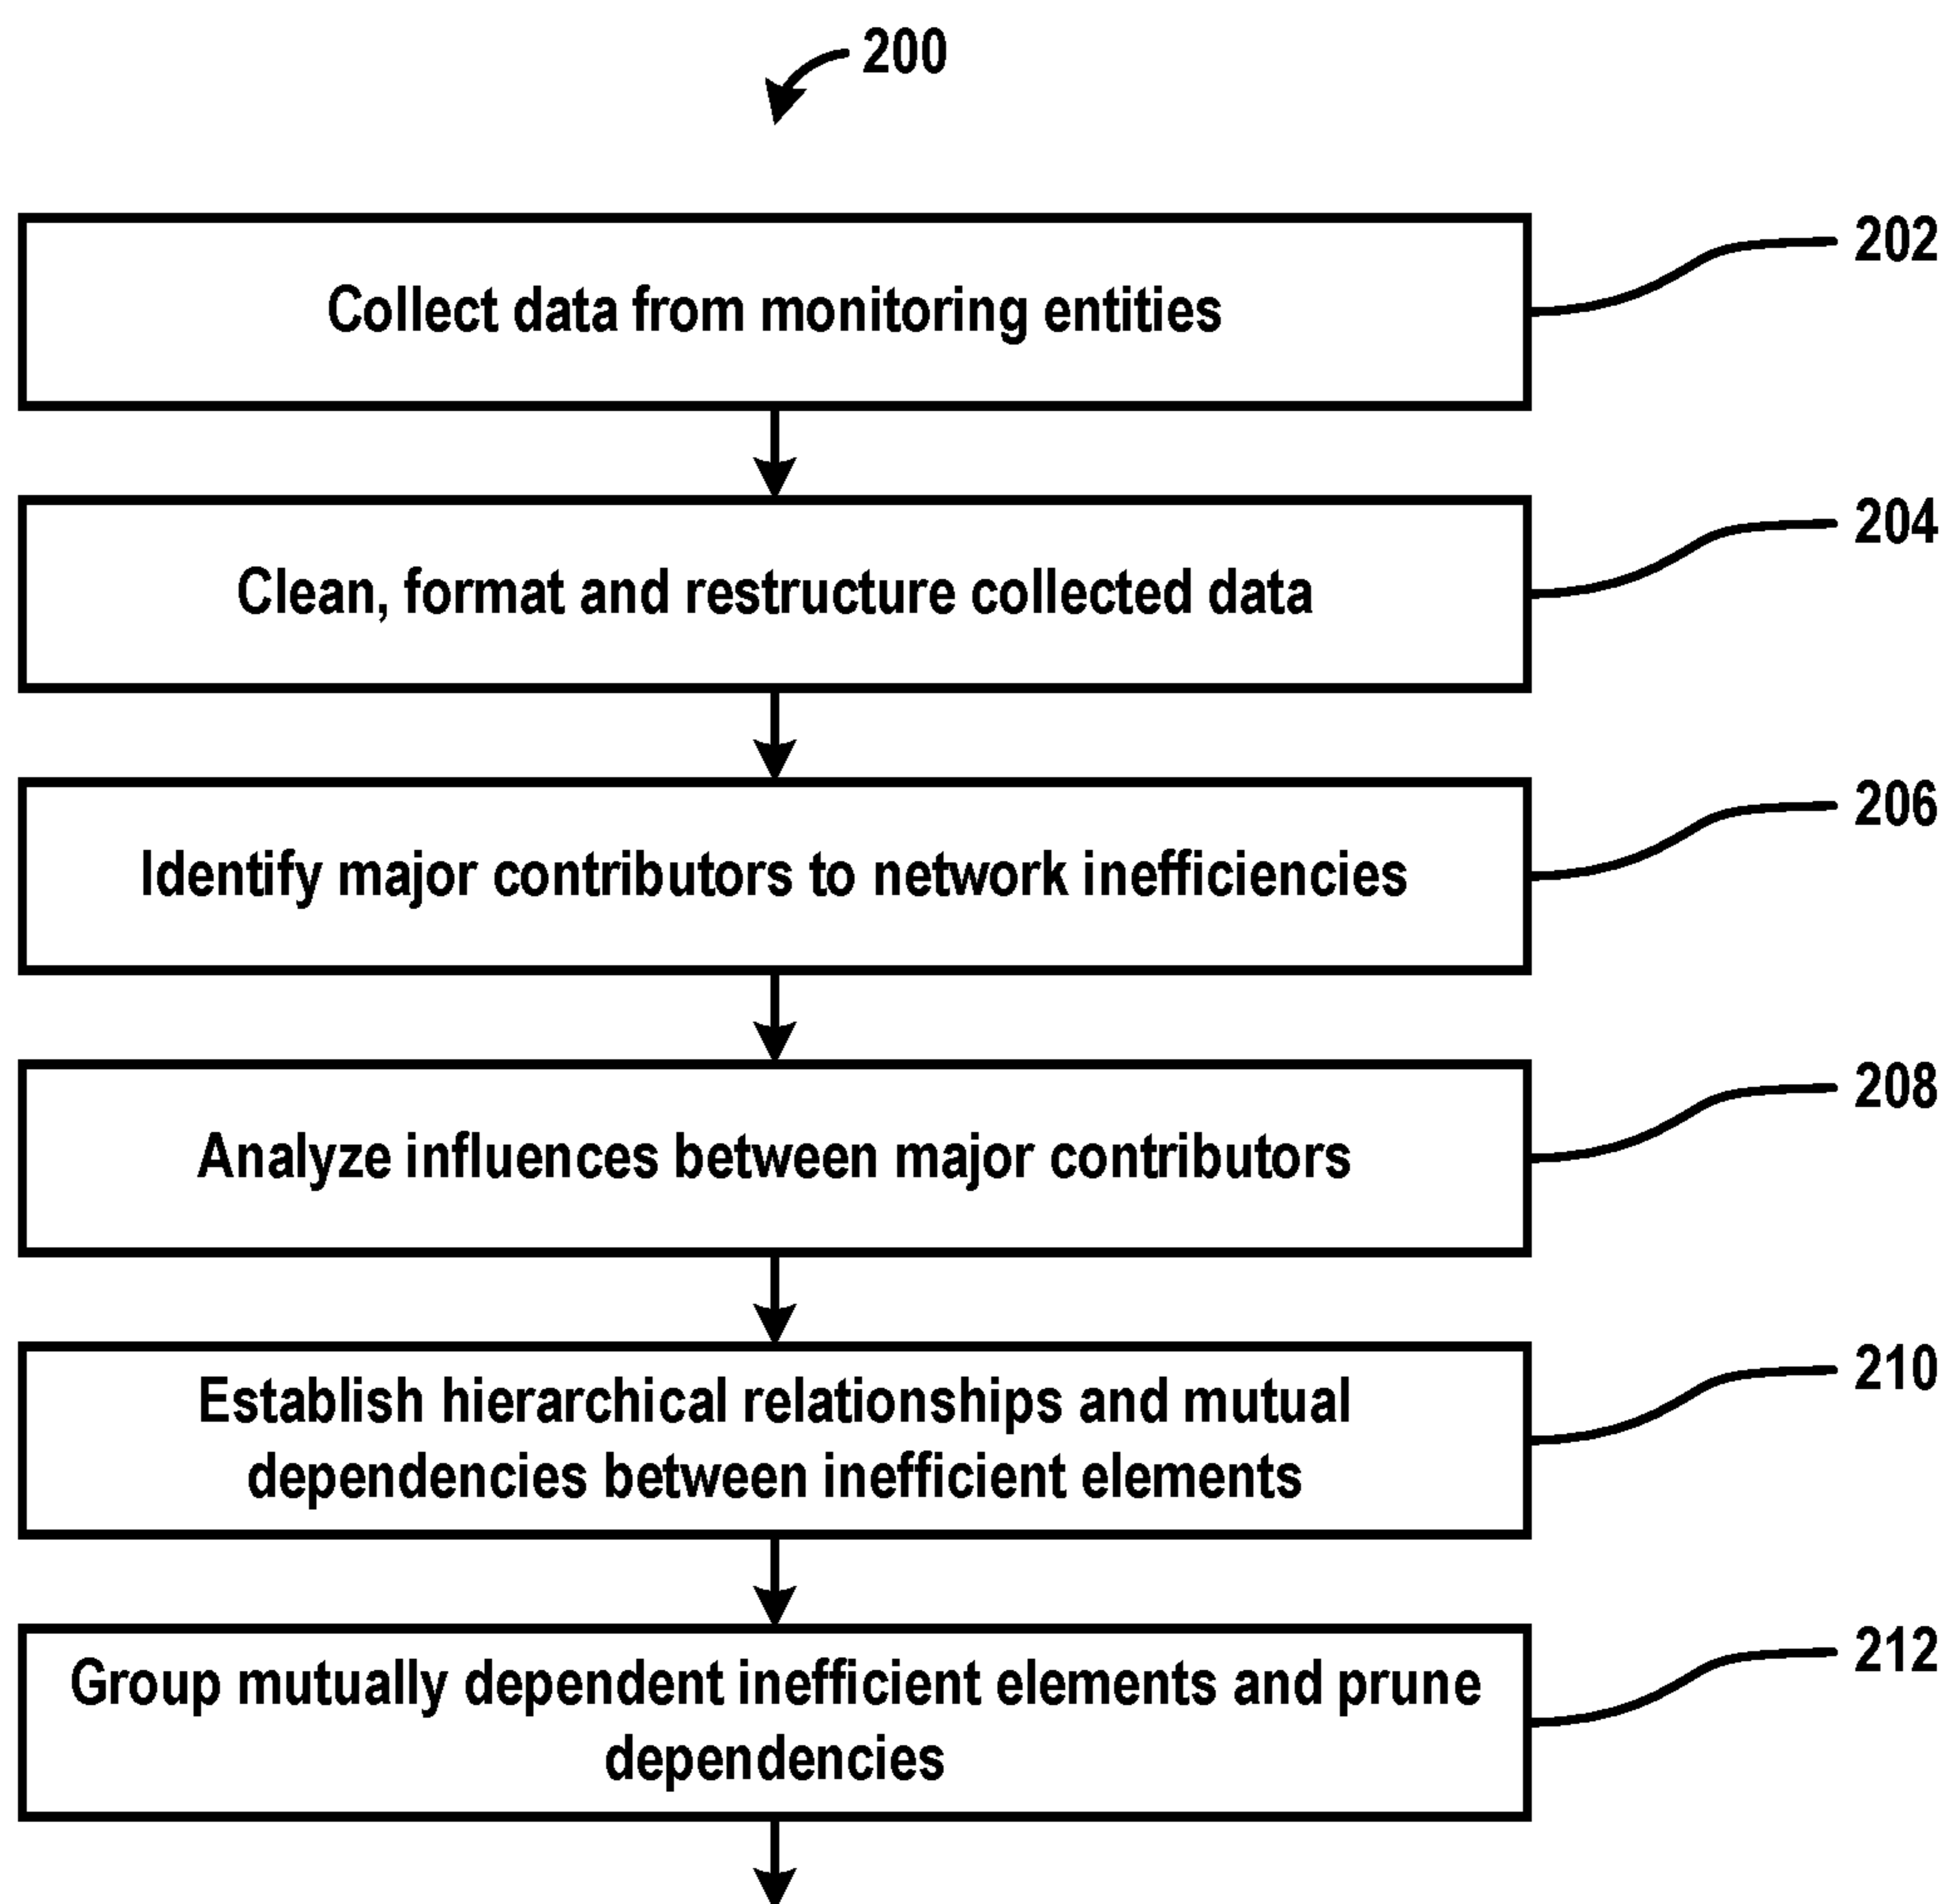 200
Collect data from monitoring entities
202
Clean, format and restructure collected data
204
Identify major contributors to network inefficiencies
206
Analyze influences between major contributors
208
Establish hierarchical relationships and mutual
dependencies between inefficient elements
210
Group mutually dependent inefficient elements and prune
dependencies
212